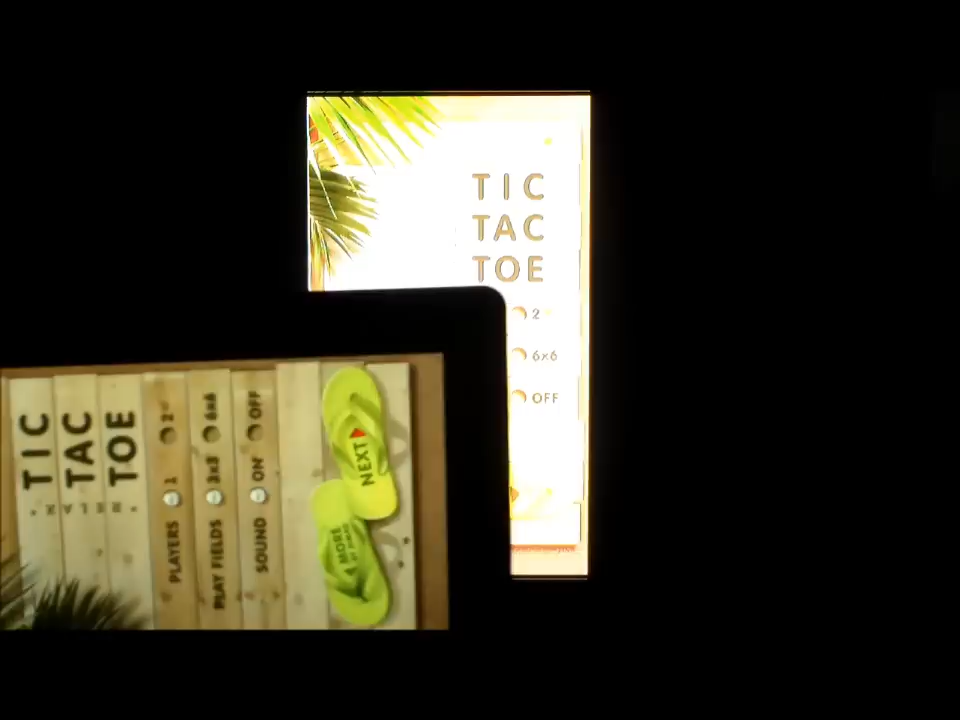 TIC
TAC
TOE
2
6x6
OFF
TIC
TAC
TOE
* RELAX *
PLAYERS 1 2
PLAY FIELDS 3x3 6x6
SOUND ON OFF
MORE
NEXT